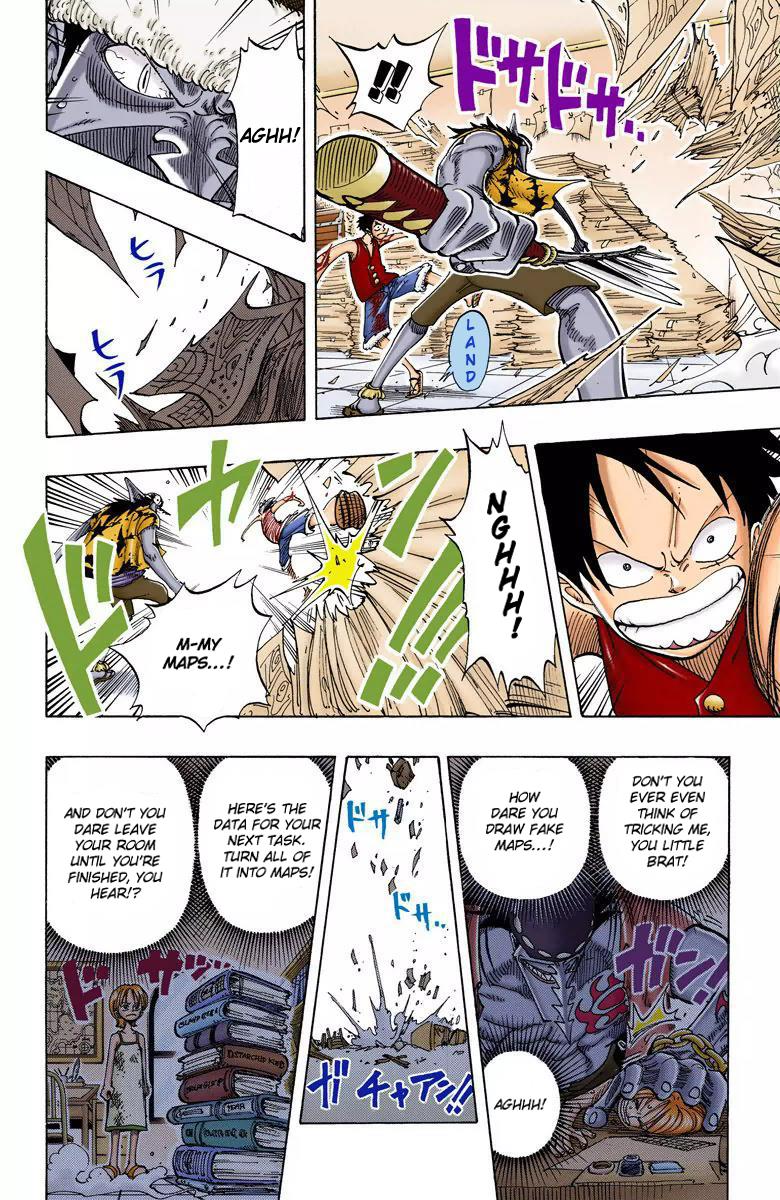 !!
ドサドサ..
LAND
AGHH!
ヒラ
ヒラ
NGHHH!
ドヤン
M-MY
MAPS...!
DON'T YOU
EVER EVEN
THINK OF
TRICKING ME,
YOU LITTLE
BRAT!
HOW
DARE YOU
DRAW FAKE
MAPS...!
ガン!!
AGHHH!
ドサ
ドサ..
ガチャアン!!
HERE'S THE
DATA FOR YOUR
NEXT TASK.
TURN ALL OF
IT INTO MAPS!
AND DON'T YOU
DARE LEAVE
YOUR ROOM
UNTIL YOU'RE
FINISHED, YOU
HEAR!?
ドサッ!!